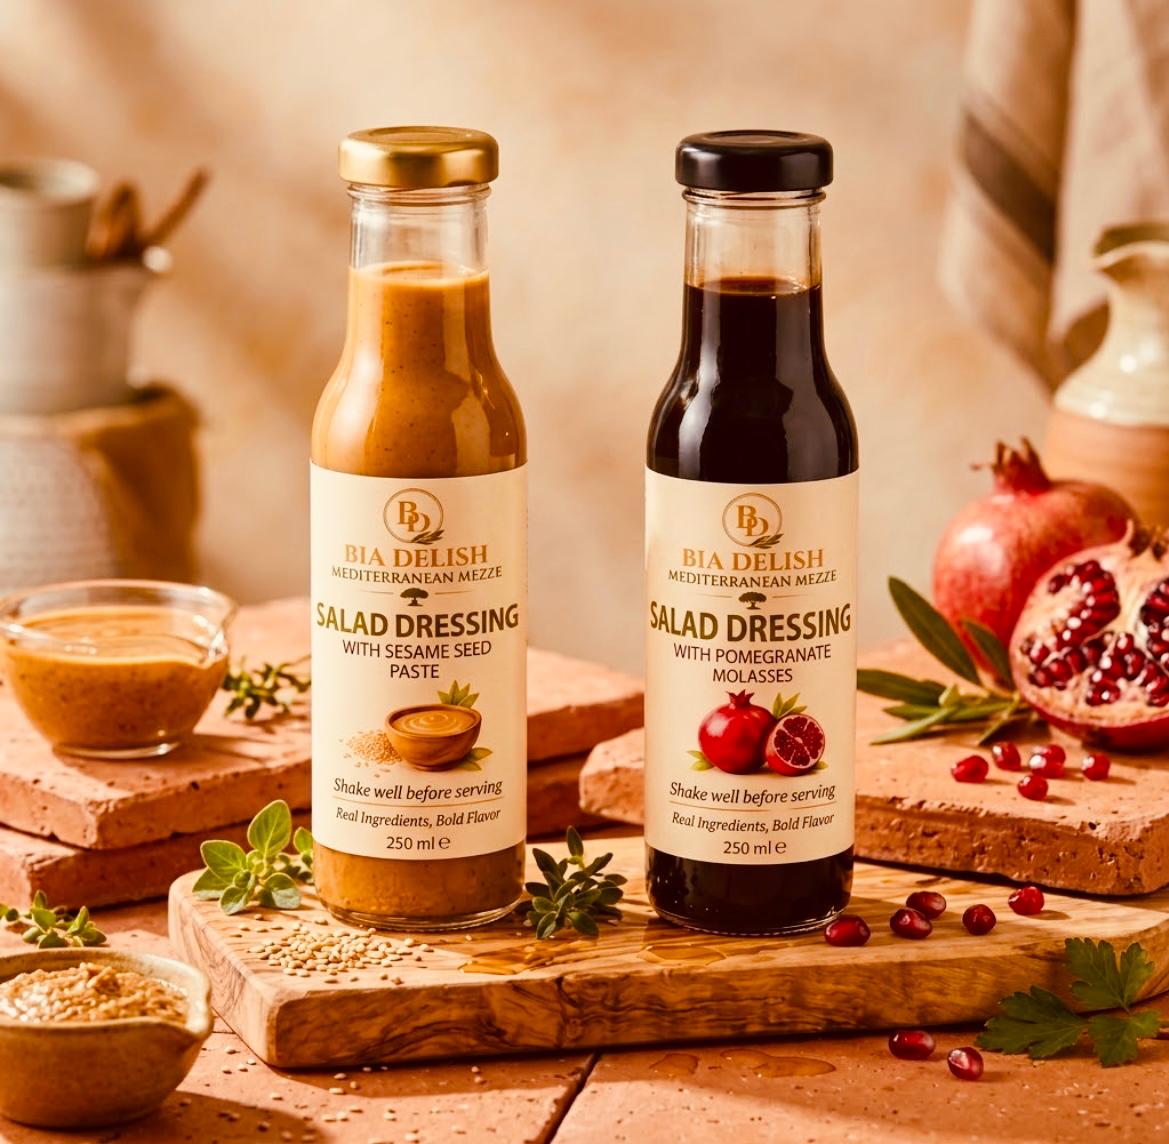 BD
BIA DELISH
MEDITERRANEAN MEZZE
SALAD DRESSING
WITH SESAME SEED
PASTE
Shake well before serving
Real Ingredients, Bold Flavor
250 ml ℮
BD
BIA DELISH
MEDITERRANEAN MEZZE
SALAD DRESSING
WITH POMEGRANATE
MOLASSES
Shake well before serving
Real Ingredients, Bold Flavor
250 ml ℮